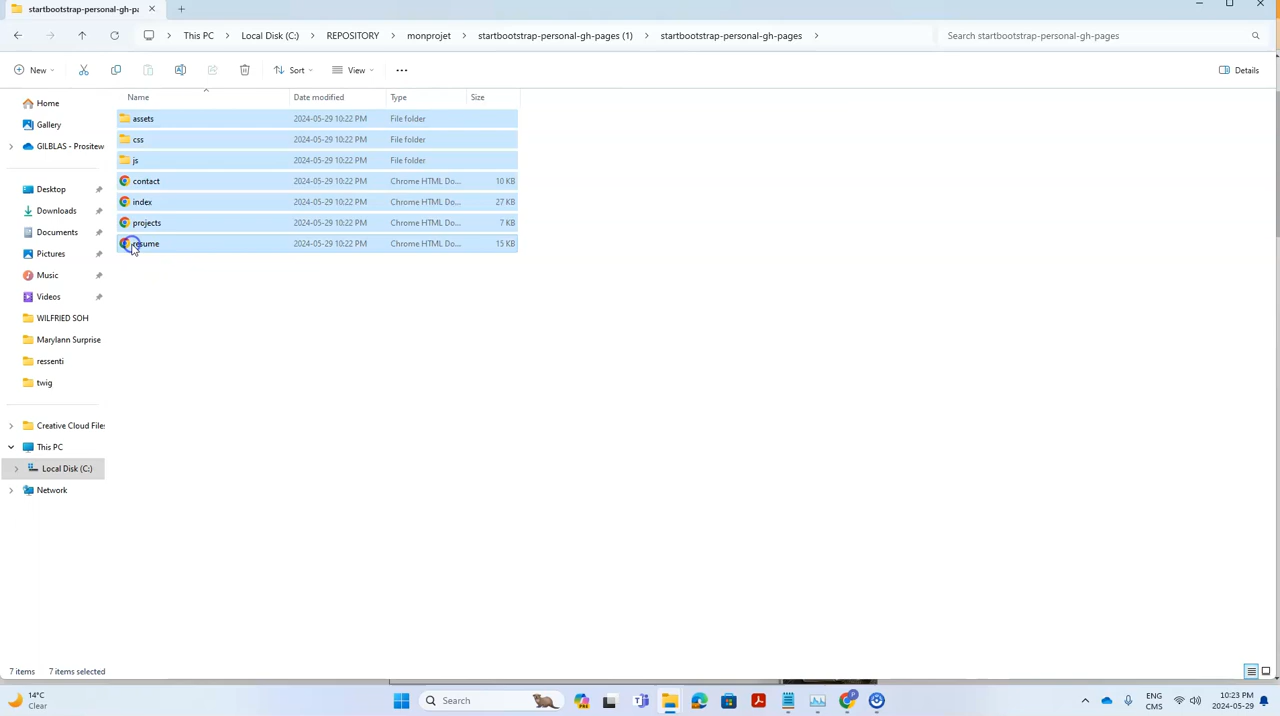 startbootstrap-personal-gh-pa
This PC > Local Disk (C:) > REPOSITORY > monprojet > startbootstrap-personal-gh-pages (1) > startbootstrap-personal-gh-pages >
Search startbootstrap-personal-gh-pages
New
Sort
View
Details
Name Date modified Type Size
assets 2024-05-29 10:22 PM File folder
css 2024-05-29 10:22 PM File folder
js 2024-05-29 10:22 PM File folder
contact 2024-05-29 10:22 PM Chrome HTML Do... 10 KB
index 2024-05-29 10:22 PM Chrome HTML Do... 27 KB
projects 2024-05-29 10:22 PM Chrome HTML Do... 7 KB
resume 2024-05-29 10:22 PM Chrome HTML Do... 15 KB
Home
Gallery
GILBLAS - Prositew
Desktop
Downloads
Documents
Pictures
Music
Videos
WILFRIED SOH
Marylann Surprise
ressenti
twig
Creative Cloud Files
This PC
Local Disk (C:)
Network
7 items 7 items selected
14°C
Clear
Search
ENG
CMS
10:23 PM
2024-05-29